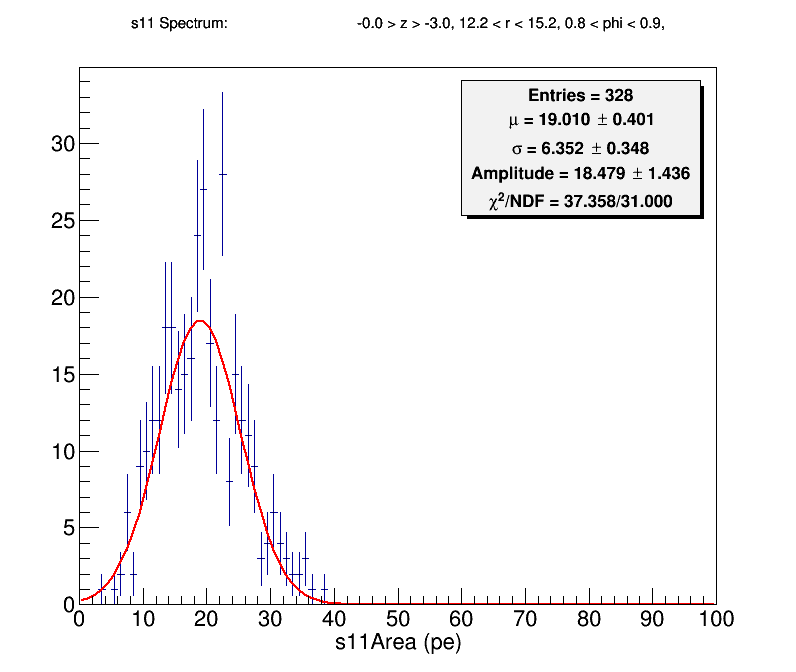 s11 Spectrum: -0.0 > z > -3.0, 12.2 < r < 15.2, 0.8 < phi < 0.9,
Entries = 328
μ = 19.010 ± 0.401
σ = 6.352 ± 0.348
Amplitude = 18.479 ± 1.436
χ²/NDF = 37.358/31.000
30
25
20
15
10
5
0
0 10 20 30 40 50 60 70 80 90 100
s11Area (pe)